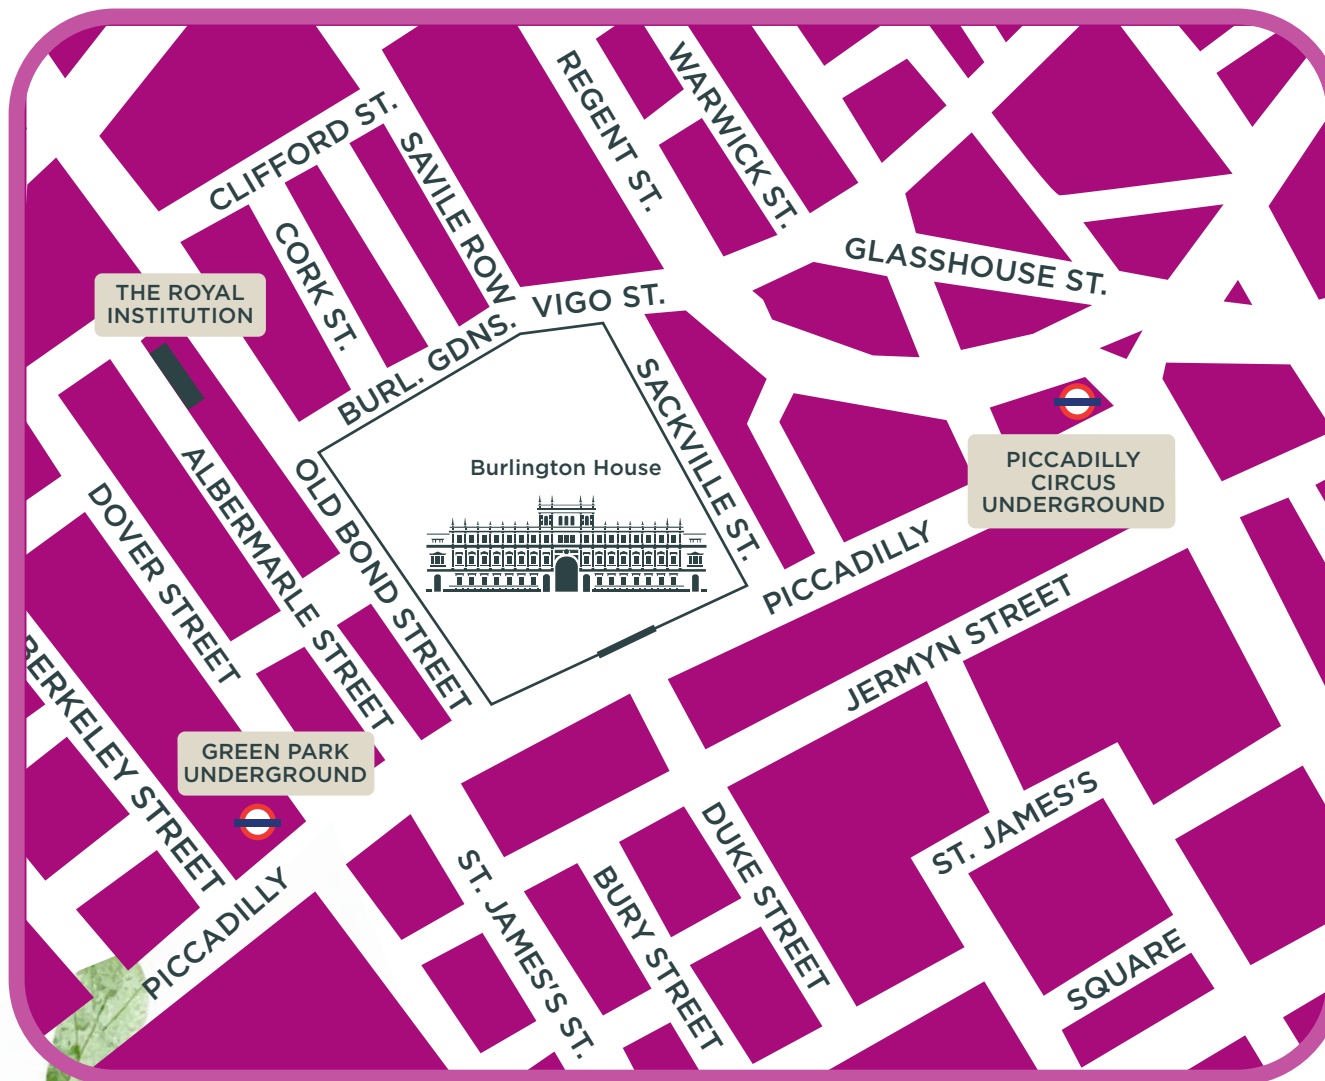 REGENT ST.
WARWICK ST.
CLIFFORD ST.
SAVILE ROW
CORK ST.
GLASSHOUSE ST.
THE ROYAL
INSTITUTION
VIGO ST.
BURL. GDNS.
SACKVILLE ST.
Burlington House
PICCADILLY
CIRCUS
UNDERGROUND
ALBERMARLE STREET
OLD BOND STREET
DOVER STREET
PICCADILLY
JERMYN STREET
BERKELEY STREET
GREEN PARK
UNDERGROUND
DUKE STREET
ST. JAMES'S
SQUARE
ST. JAMES'S ST.
BURY STREET
PICCADILLY